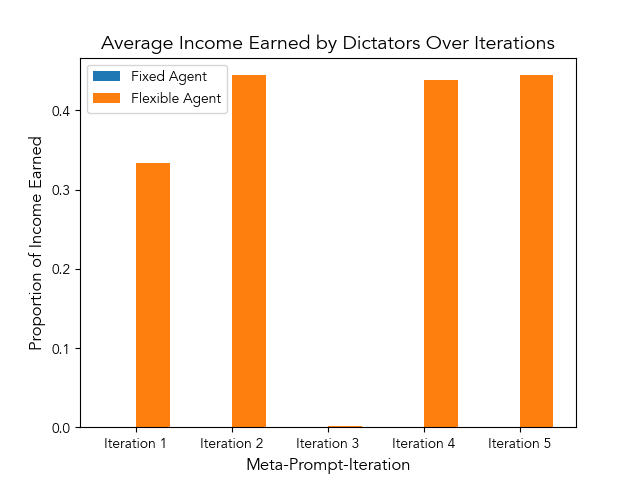 Average Income Earned by Dictators Over Iterations
Fixed Agent
Flexible Agent
Proportion of Income Earned
0.4
0.3
0.2
0.1
0.0
Iteration 1
Iteration 2
Iteration 3
Iteration 4
Iteration 5
Meta-Prompt-Iteration